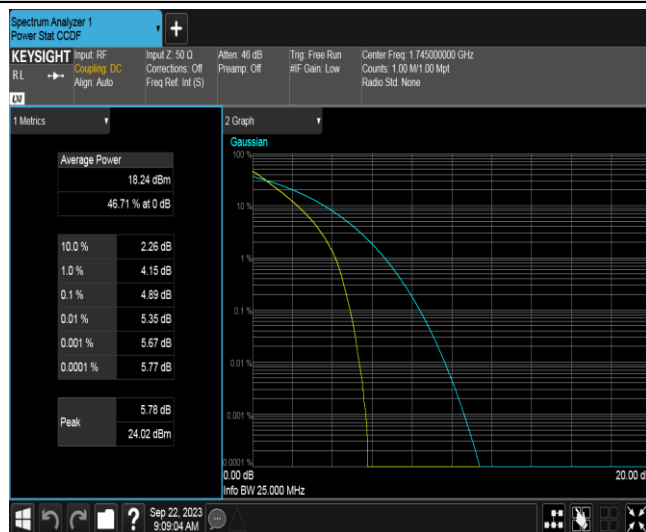 Spectrum Analyzer 1
Power Stat CCDF
+
KEYSIGHT
RL
LXI
Input: RF
Coupling: DC
Align: Auto
Input Z: 50 Ω
Corrections: Off
Freq Ref: Int (S)
Atten: 46 dB
Preamp: Off
Trig: Free Run
#IF Gain: Low
Center Freq: 1.745000000 GHz
Counts: 1.00 M/1.00 Mpt
Radio Std: None
1 Metrics
Average Power
18.24 dBm
46.71 % at 0 dB
10.0 % 2.26 dB
1.0 % 4.15 dB
0.1 % 4.89 dB
0.01 % 5.35 dB
0.001 % 5.67 dB
0.0001 % 5.77 dB
Peak
5.78 dB
24.02 dBm
2 Graph
Gaussian
100 %
10 %
1 %
0.1 %
0.01 %
0.001 %
0.0001 %
0.00 dB
20.00 d
Info BW 25.000 MHz
?
Sep 22, 2023
9:09:04 AM